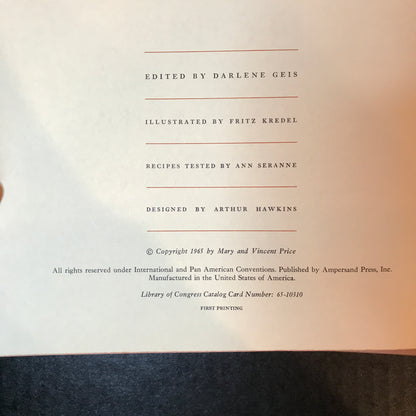 EDITED BY DARLENE GEIS
ILLUSTRATED BY FRITZ KREDEL
RECIPES TESTED BY ANN SERANNE
DESIGNED BY ARTHUR HAWKINS
© Copyright 1965 by Mary and Vincent Price
All rights reserved under International and Pan American Conventions. Published by Ampersand Press, Inc.
Manufactured in the United States of America.
Library of Congress Catalog Card Number: 65-10310
FIRST PRINTING